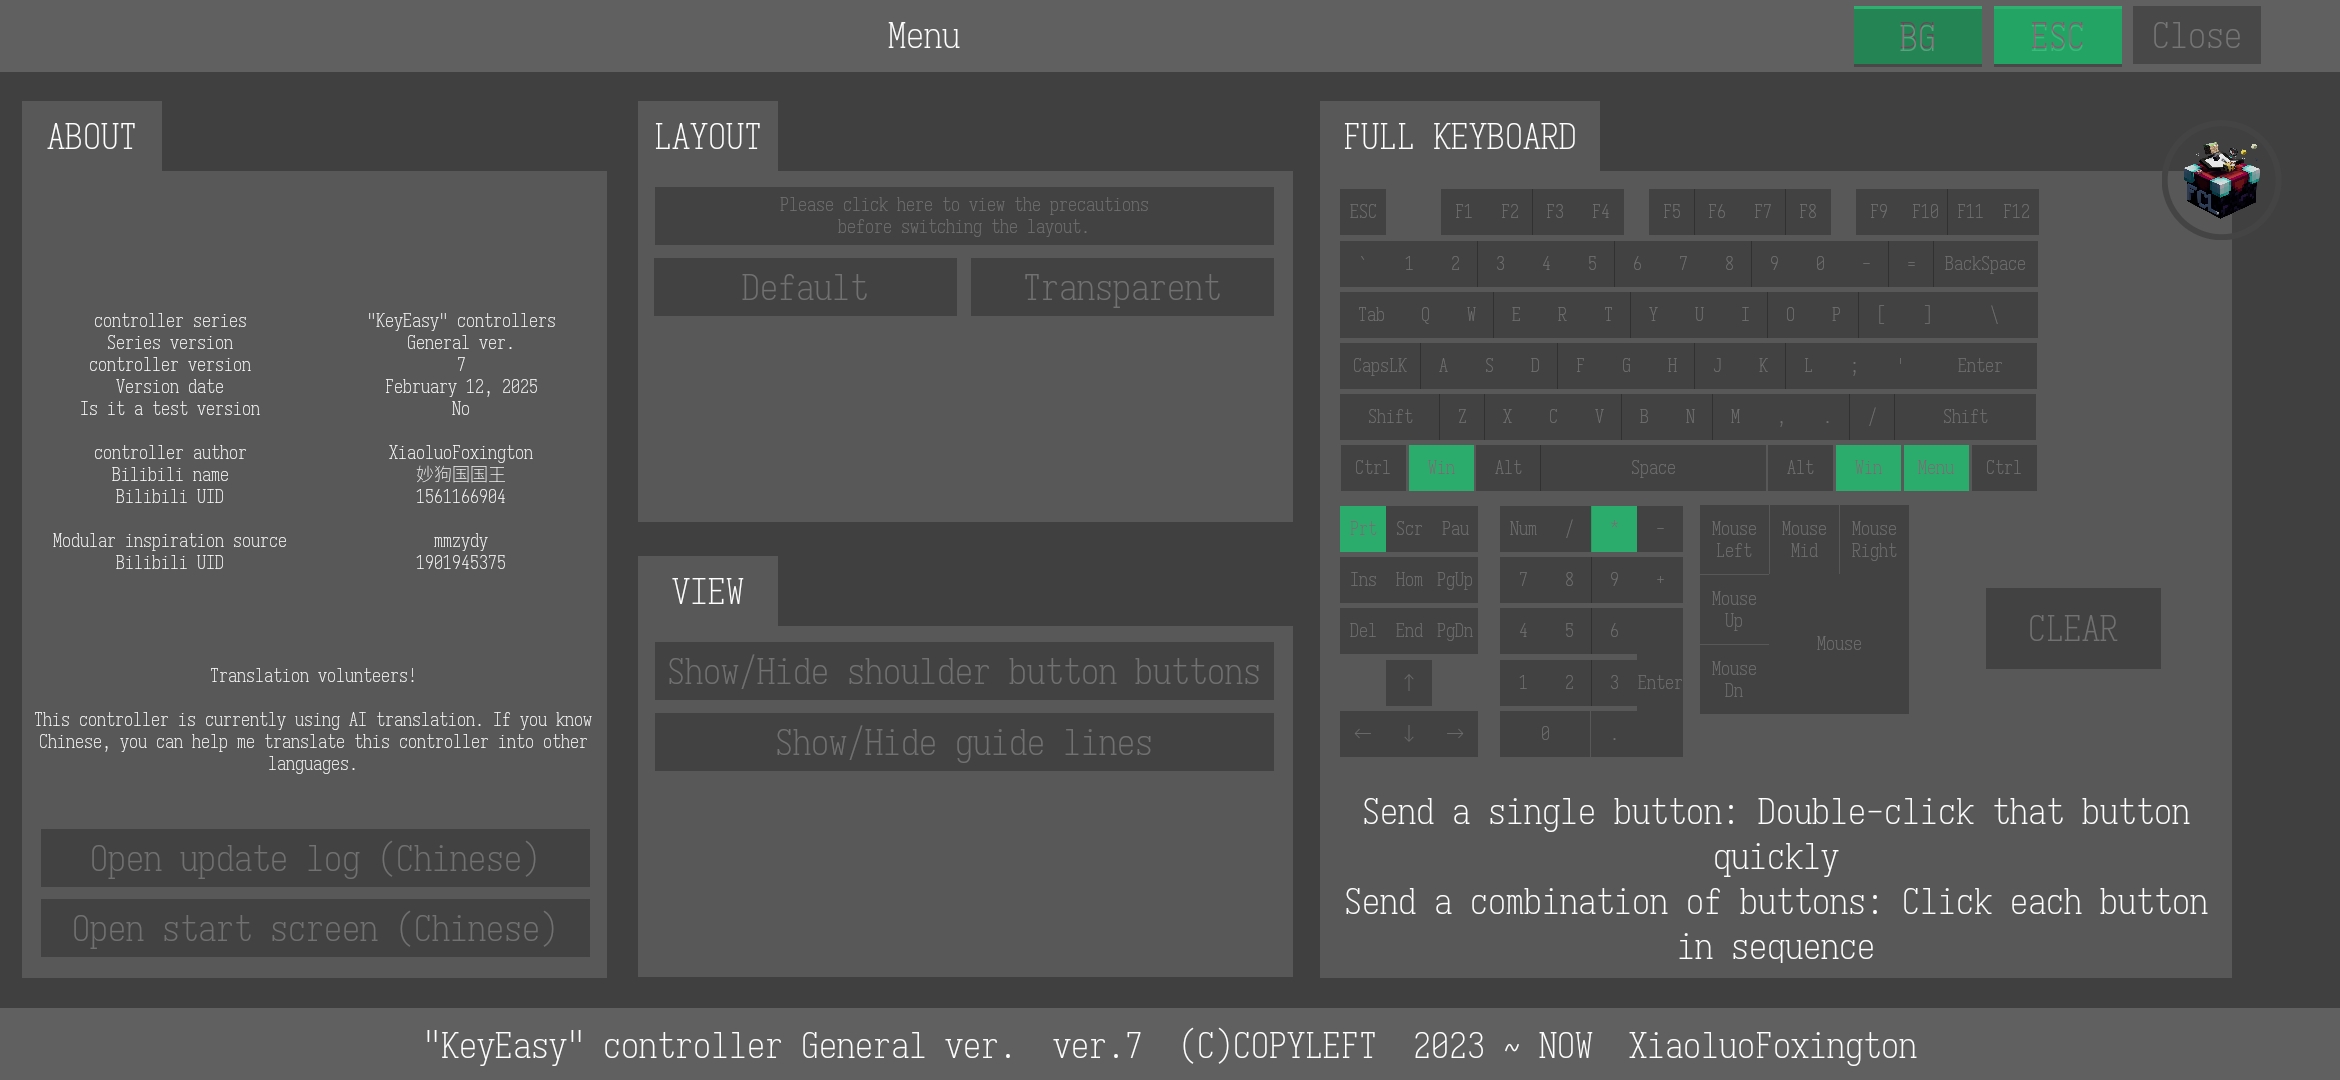 Menu
BG
ESC
Close
ABOUT
controller series "KeyEasy" controllers
Series version General ver.
controller version 7
Version date February 12, 2025
Is it a test version No
controller author XiaoluoFoxington
Bilibili name 妙狗国国王
Bilibili UID 1561166904
Modular inspiration source mmzydy
Bilibili UID 1901945375
Translation volunteers!
This controller is currently using AI translation. If you know
Chinese, you can help me translate this controller into other
languages.
Open update log (Chinese)
Open start screen (Chinese)
LAYOUT
Please click here to view the precautions
before switching the layout.
Default Transparent
VIEW
Show/Hide shoulder button buttons
Show/Hide guide lines
FULL KEYBOARD
FCL
ESC F1 F2 F3 F4 F5 F6 F7 F8 F9 F10 F11 F12
` 1 2 3 4 5 6 7 8 9 0 - = BackSpace
Tab Q W E R T Y U I O P [ ] \
CapsLK A S D F G H J K L ; ' Enter
Shift Z X C V B N M , . / Shift
Ctrl Win Alt Space Alt Win Menu Ctrl
Prt Scr Pau
Ins Hom PgUp
Del End PgDn
↑
← ↓ →
Num / * -
7 8 9 +
4 5 6
1 2 3 Enter
0 .
Mouse
Left
Mouse
Mid
Mouse
Right
Mouse
Up
Mouse
Mouse
Dn
CLEAR
Send a single button: Double-click that button
quickly
Send a combination of buttons: Click each button
in sequence
"KeyEasy" controller General ver. ver.7 (C)COPYLEFT 2023 ~ NOW XiaoluoFoxington